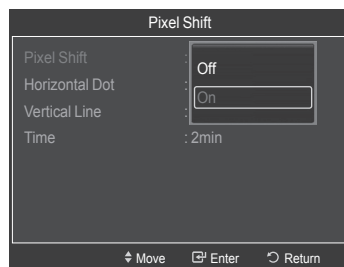 Pixel Shift
Pixel Shift :
Off
Horizontal Dot :
On
Vertical Line :
Time : 2min
Move Enter Return